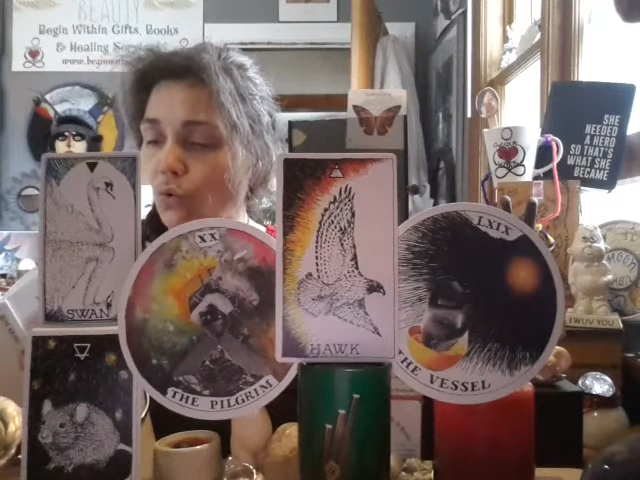 BEAUTY
Begin Within Gifts, Books
& Healing Services
SHE
NEEDED
A HERO
SO THAT'S
WHAT SHE
BECAME
SWAN
XX
THE PILGRIM
HAWK
LXIX
THE VESSEL
I WUV YOU